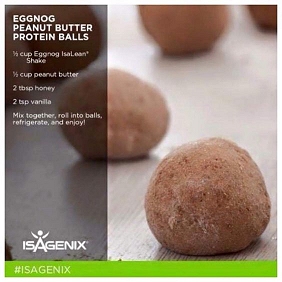 EGGNOG
PEANUT BUTTER
PROTEIN BALLS
½ cup Eggnog IsaLean®
Shake
½ cup peanut butter
2 tbsp honey
2 tsp vanilla
Mix together, roll into balls,
refrigerate, and enjoy!
ISAGENIX®
#ISAGENIX